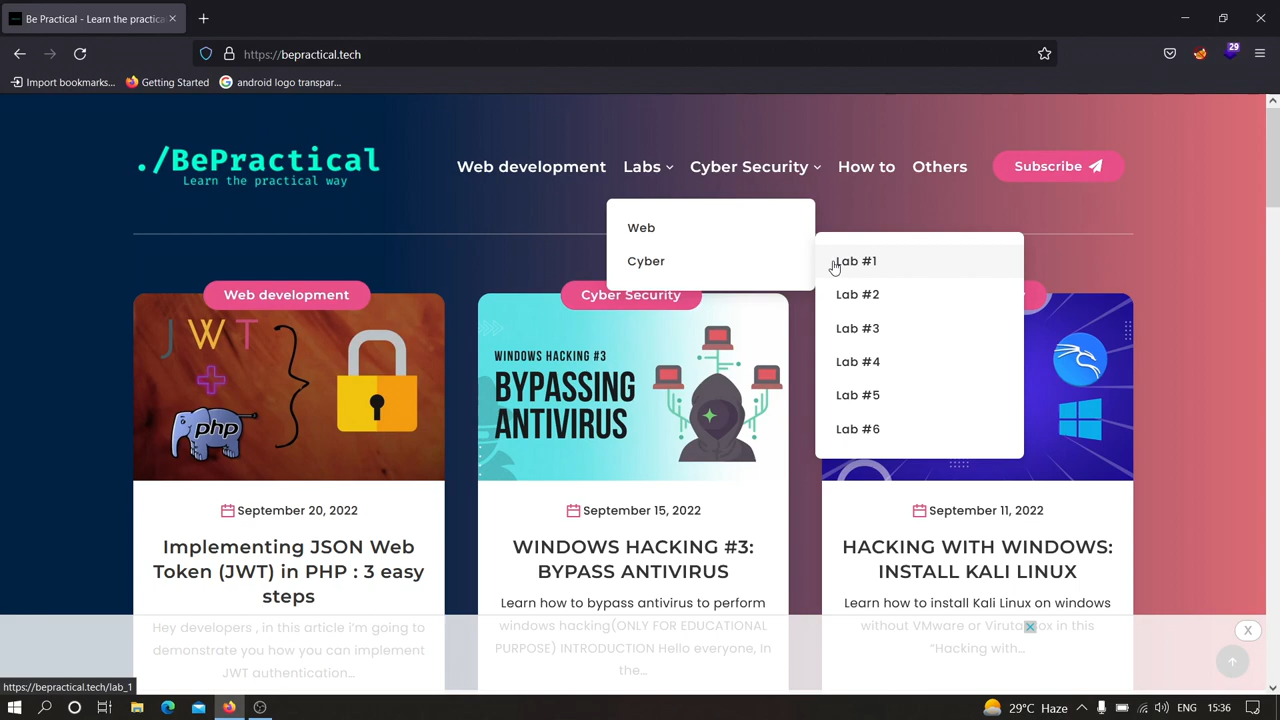 Be Practical - Learn the practica
https://bepractical.tech
29
Import bookmarks...
Getting Started
android logo transpar...
./BePractical
Learn the practical way
Web development
Labs
Cyber Security
How to
Others
Subscribe
Web
Cyber
Lab #1
Lab #2
Lab #3
Lab #4
Lab #5
Lab #6
Web development
JWT
+
php
September 20, 2022
Implementing JSON Web
Token (JWT) in PHP : 3 easy
steps
Hey developers , in this article i'm going to
demonstrate you how you can implement
JWT authentication...
Cyber Security
WINDOWS HACKING #3
BYPASSING
ANTIVIRUS
September 15, 2022
WINDOWS HACKING #3:
BYPASS ANTIVIRUS
Learn how to bypass antivirus to perform
windows hacking(ONLY FOR EDUCATIONAL
PURPOSE) INTRODUCTION Hello everyone, In
the...
September 11, 2022
HACKING WITH WINDOWS:
INSTALL KALI LINUX
Learn how to install Kali Linux on windows
without VMware or in this
"Hacking with...
X
https://bepractical.tech/lab_1
29°C Haze
ENG
15:36